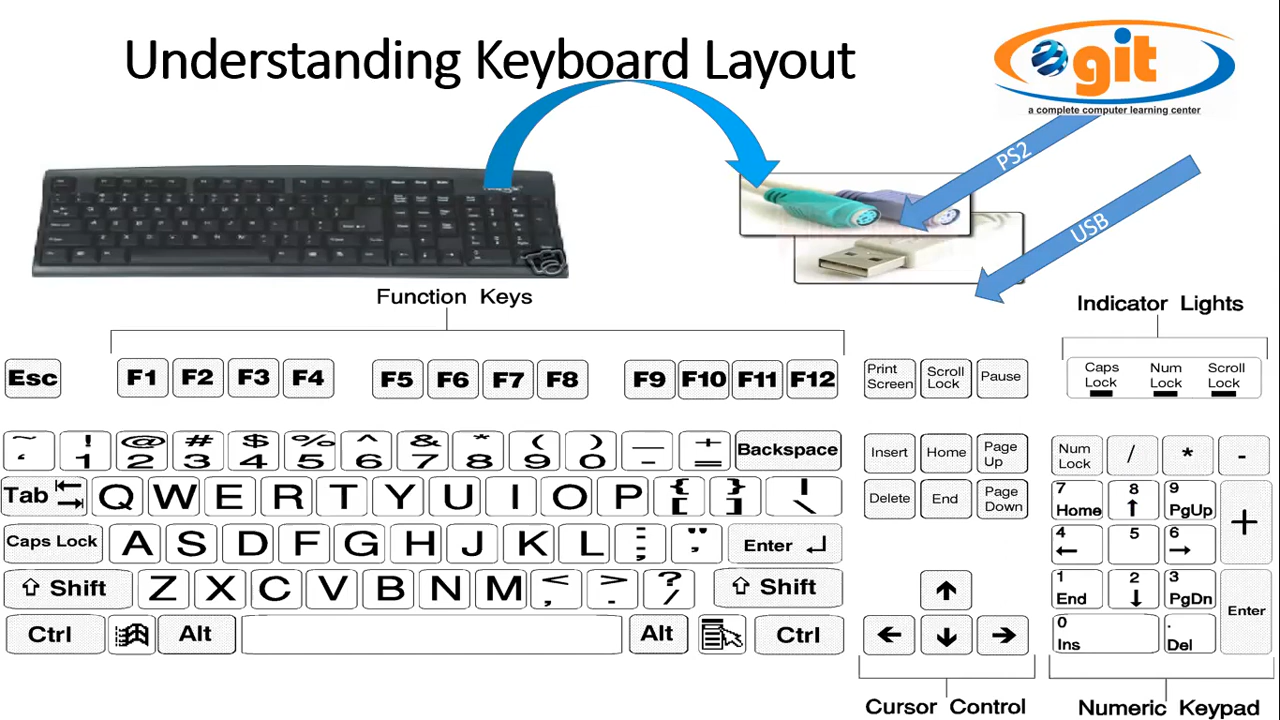 Understanding Keyboard Layout
git
a complete computer learning center
PS2
USB
Function Keys
Indicator Lights
Esc F1 F2 F3 F4 F5 F6 F7 F8 F9 F10 F11 F12
Print Screen Scroll Lock Pause
Caps Lock Num Lock Scroll Lock
~ ! @ # $ % ^ & * ( ) — +
‘ 1 2 3 4 5 6 7 8 9 0 - = Backspace
Insert Home Page Up
Num Lock / * -
Tab Q W E R T Y U I O P { [ } ] ! \
Delete End Page Down
7 Home 8 ↑ 9 PgUp +
Caps Lock A S D F G H J K L : ; " ' Enter
4 ← 5 6 →
Shift Z X C V B N M < , > . ? / Shift
↑
1 End 2 ↓ 3 PgDn Enter
Ctrl Alt Alt Ctrl
← ↓ →
0 Ins . Del
Cursor Control
Numeric Keypad